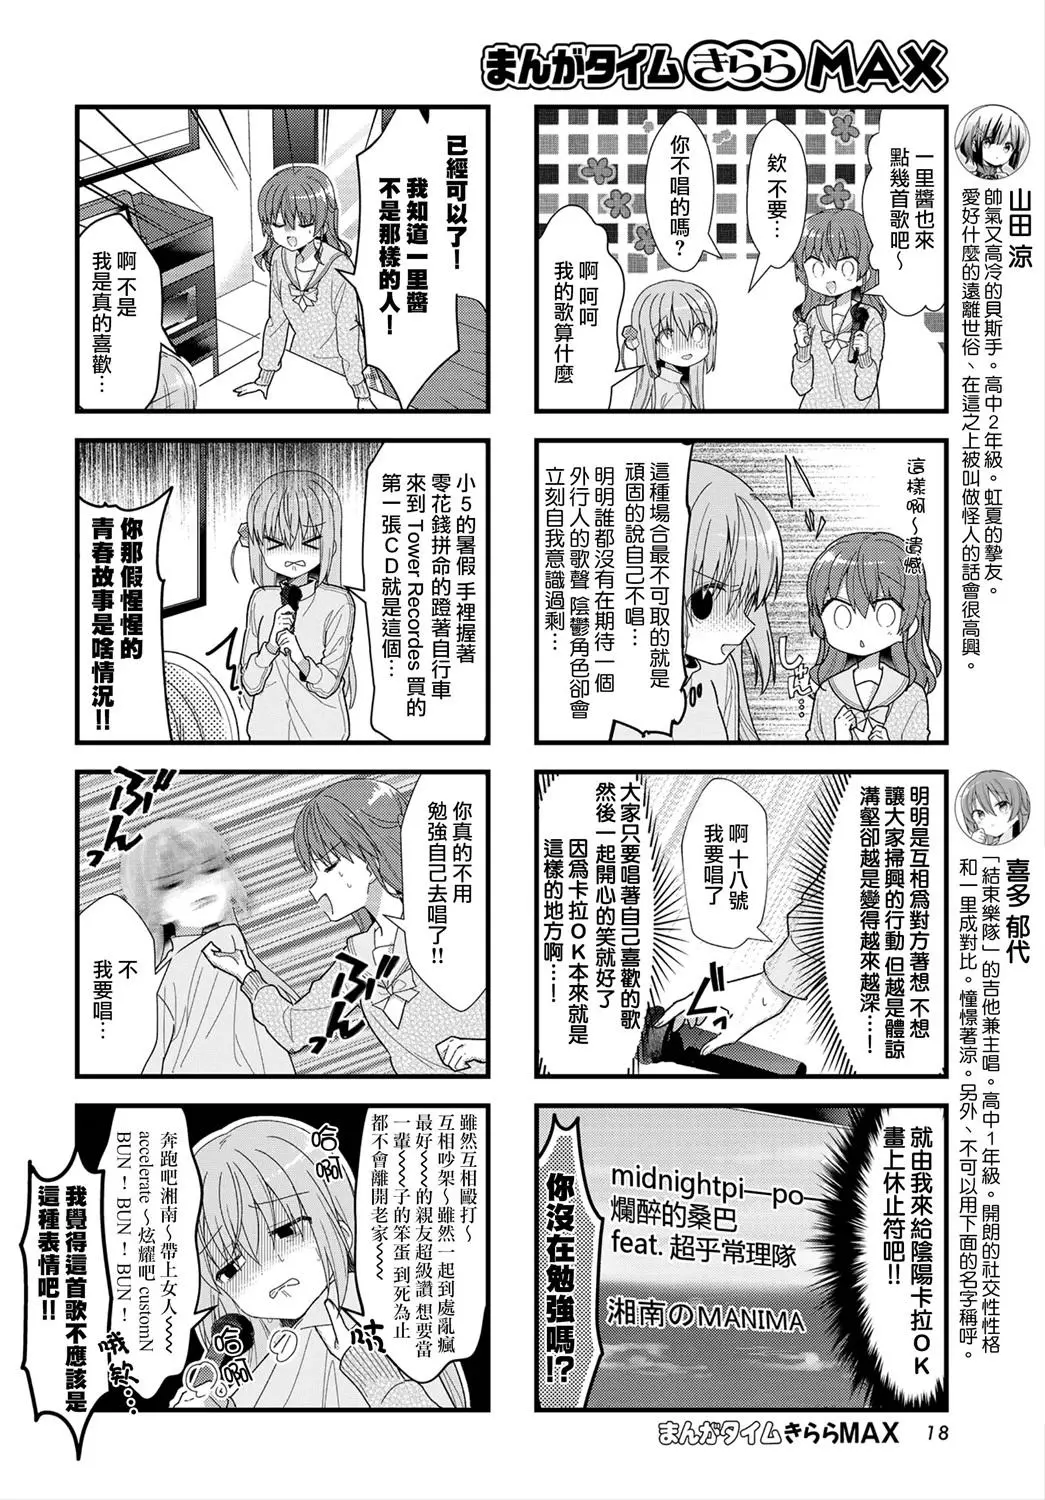 まんがタイムきららMAX
山田 涼
帥氣又高冷的貝斯手。高中2年級。虹夏的摯友。
愛好什麼的遠離世俗、在這之上被叫做怪人的話會很高興。
喜多 郁代
「結束樂隊」的吉他兼主唱。高中1年級。開朗的社交性性格
和一里成對比。憧憬著涼。另外、不可以用下面的名字稱呼。
一里醬也來
點幾首歌吧～
欸 不要…
你不唱的嗎?
啊 呵呵
我的歌算什麼
這樣啊～遺憾
這種場合最不可取的就是
頑固的說自己不唱…
明明誰都沒有在期待一個
外行人的歌聲 陰鬱角色卻會
立刻自我意識過剩…
しゅん…
明明是互相為對方著想 不想
讓大家掃興的行動 但越是體諒
溝壑卻越是變得越來越深…!
啊 十八號
我要唱了
大家只要唱著自己喜歡的歌
然後一起開心的笑就好了
因為卡拉OK本來就是
這樣的地方啊…!
就由我來給陰陽卡拉OK
畫上休止符吧!!
midnightpi—po—
爛醉的桑巴
feat. 超乎常理隊
湘南のMANIMA
你沒在勉強嗎!?
已經可以了!
我知道一里醬
不是那樣的人!
啊 不是
我是真的喜歡…
小5的暑假 手裡握著
零花錢拼命的蹬著自行車
來到 Tower Recordes 買的
第一張CD就是這個…
你那假惺惺的
青春故事是啥情況!!
你真的不用
勉強自己去唱了!!
ぶん
ぶん
不
我要唱…
雖然互相毆打～
互相吵架～雖然一起到處亂瘋
最好～～的親友超級讚 想要當
一輩～～～子的笨蛋 到死為止
都不會離開老家～～
哈啊
奔跑吧湘南～帶上女人～～～
accelerate～炫耀吧 customIN
BUN！BUN！BUN！
哈啊
哦欸…
我覺得這首歌不應該是
這種表情吧!!
まんがタイムきららMAX
18